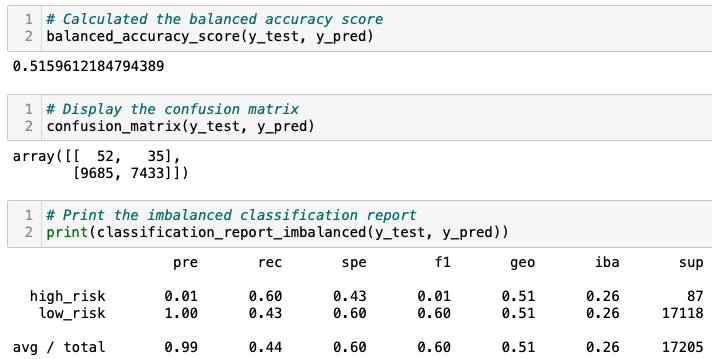 1 # Calculated the balanced accuracy score
2 balanced_accuracy_score(y_test, y_pred)
0.5159612184794389
1 # Display the confusion matrix
2 confusion_matrix(y_test, y_pred)
array([[  52,   35],
       [9685, 7433]])
1 # Print the imbalanced classification report
2 print(classification_report_imbalanced(y_test, y_pred))
pre rec spe f1 geo iba sup
high_risk 0.01 0.60 0.43 0.01 0.51 0.26 87
low_risk 1.00 0.43 0.60 0.60 0.51 0.26 17118
avg / total 0.99 0.44 0.60 0.60 0.51 0.26 17205